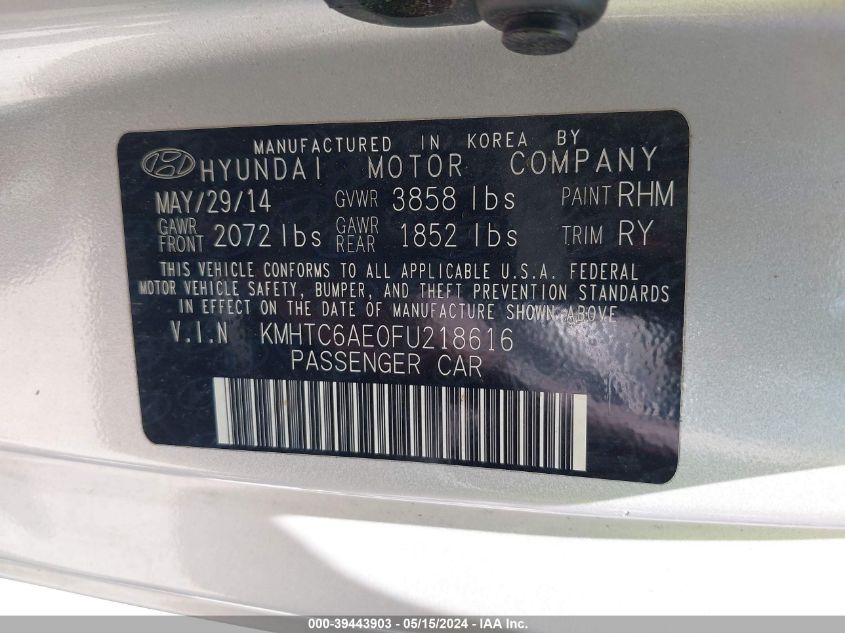 MANUFACTURED IN KOREA BY
HYUNDAI MOTOR COMPANY
MAY/29/14 GVWR 3858 lbs PAINT RHM
GAWR FRONT 2072 lbs GAWR REAR 1852 lbs TRIM RY
THIS VEHICLE CONFORMS TO ALL APPLICABLE U.S.A. FEDERAL
MOTOR VEHICLE SAFETY, BUMPER, AND THEFT PREVENTION STANDARDS
IN EFFECT ON THE DATE OF MANUFACTURE SHOWN ABOVE
V.I.N KMHTC6AE0FU218616
PASSENGER CAR
000-39443903 - 05/15/2024 - IAA Inc.